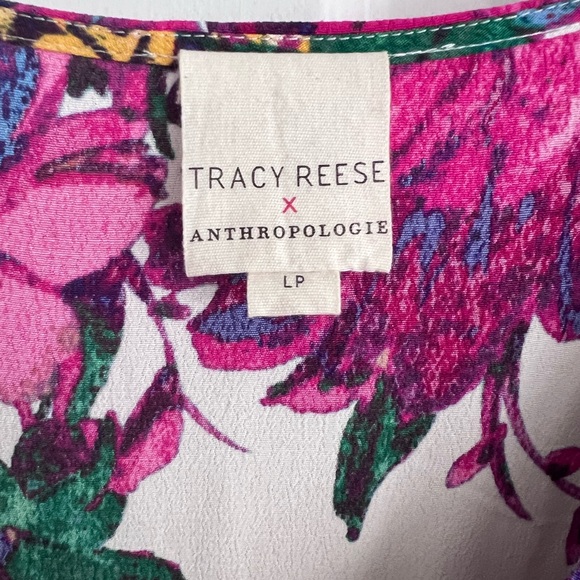 TRACY REESE
X
ANTHROPOLOGIE
LP